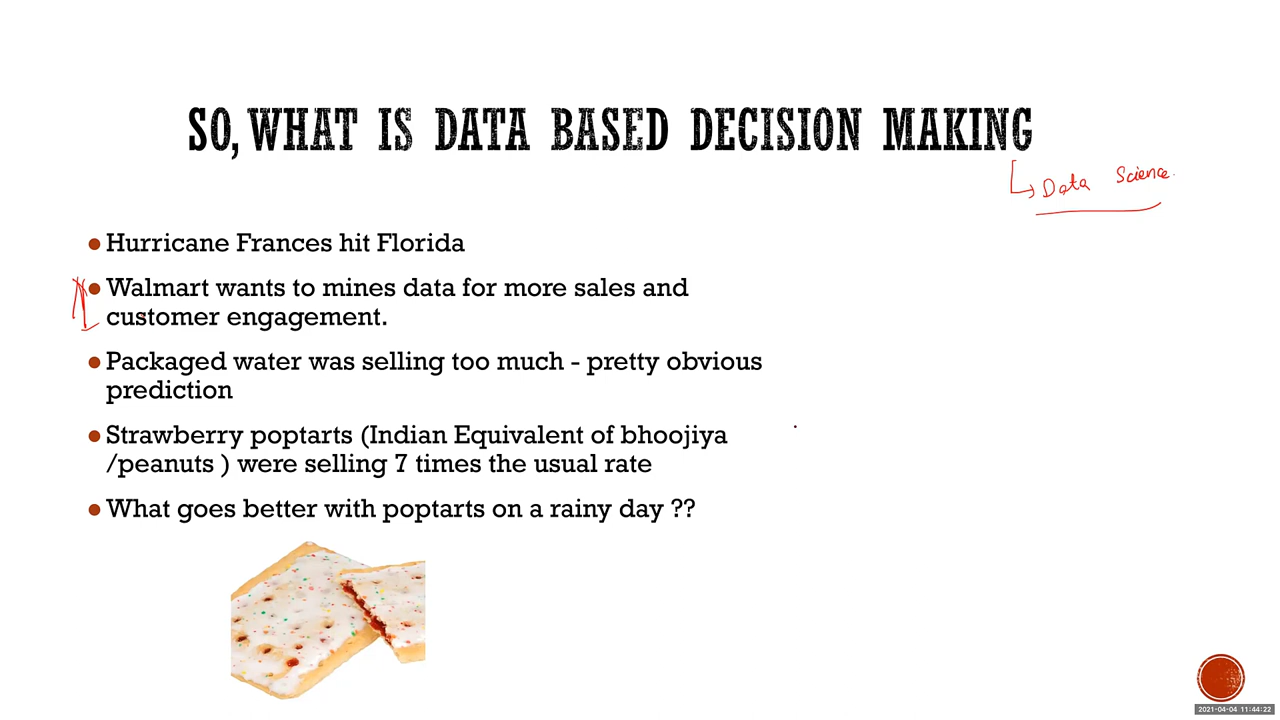 SO, WHAT IS DATA BASED DECISION MAKING
Data Science
Hurricane Frances hit Florida
Walmart wants to mines data for more sales and
customer engagement.
Packaged water was selling too much - pretty obvious
prediction
Strawberry poptarts (Indian Equivalent of bhoojiya
/peanuts ) were selling 7 times the usual rate
What goes better with poptarts on a rainy day ??
2021-04-04 11:44:22